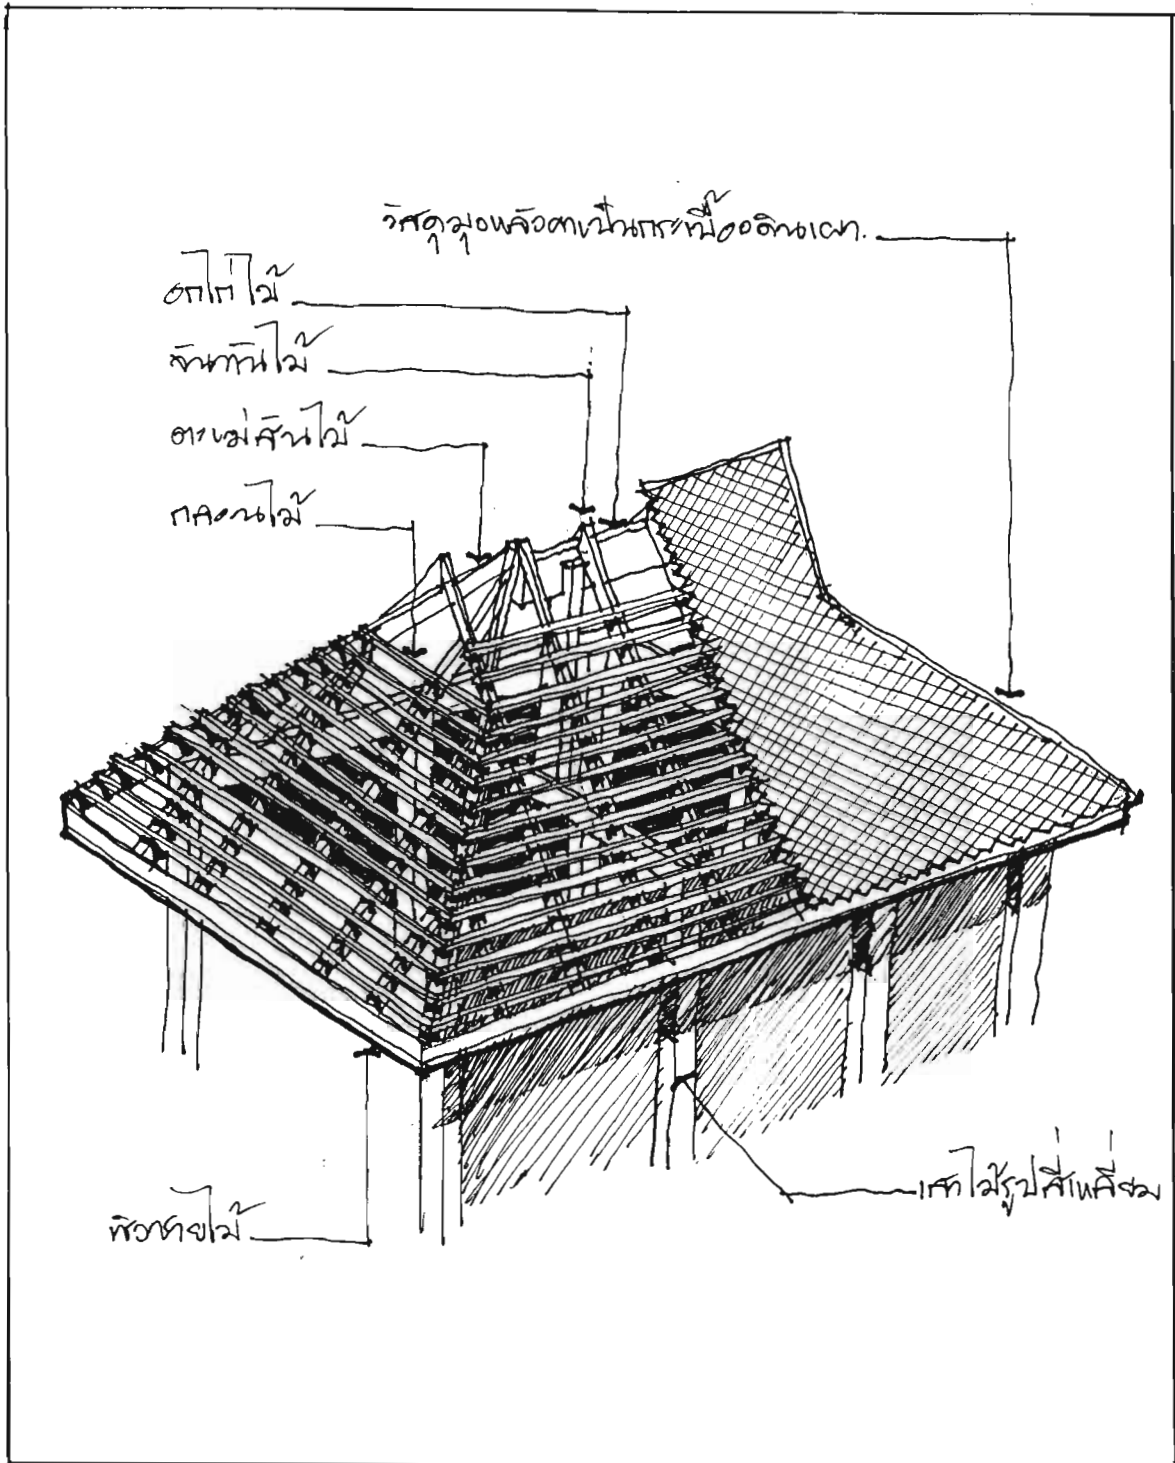 วัสดุมุงหลังคาเป็นกระเบื้องดินเผา.
อกไก่ไม้
จันทันไม้
ตะเฆ่สันไม้
กลอนไม้
เสาไม้รูปสี่เหลี่ยม
ทิวชายไม้